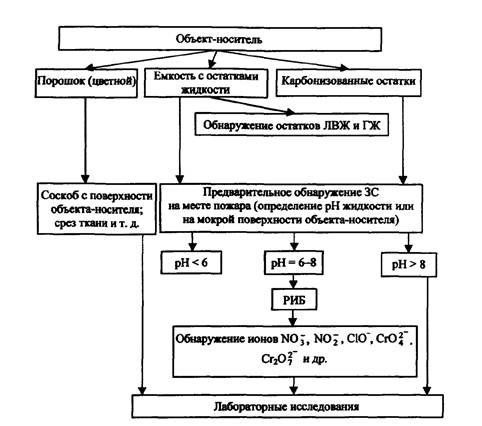 Объект-носитель
Порошок (цветной)
Емкость с остатками
жидкости
Карбонизованные остатки
Обнаружение остатков ЛВЖ и ГЖ
Соскоб с поверхности
объекта-носителя;
срез ткани и т. д.
Предварительное обнаружение ЗС
на месте пожара (определение pH жидкости или
на мокрой поверхности объекта-носителя)
pH < 6
pH = 6–8
pH > 8
РИБ
Обнаружение ионов NO₃⁻, NO₂⁻, ClO⁻, CrO₄²⁻,
Cr₂O₇²⁻ и др.
Лабораторные исследования